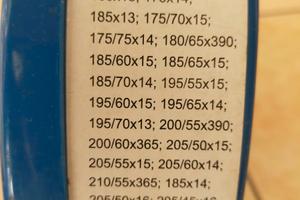 185x13; 175/70x15;
175/75x14; 180/65x390;
185/60x15; 185/65x15;
185/70x14; 195/55x15;
195/60x15; 195/65x14;
195/70x13; 200/55x390;
200/60x365; 205/50x15;
205/55x15; 205/60x14;
210/55x365; 185x14;